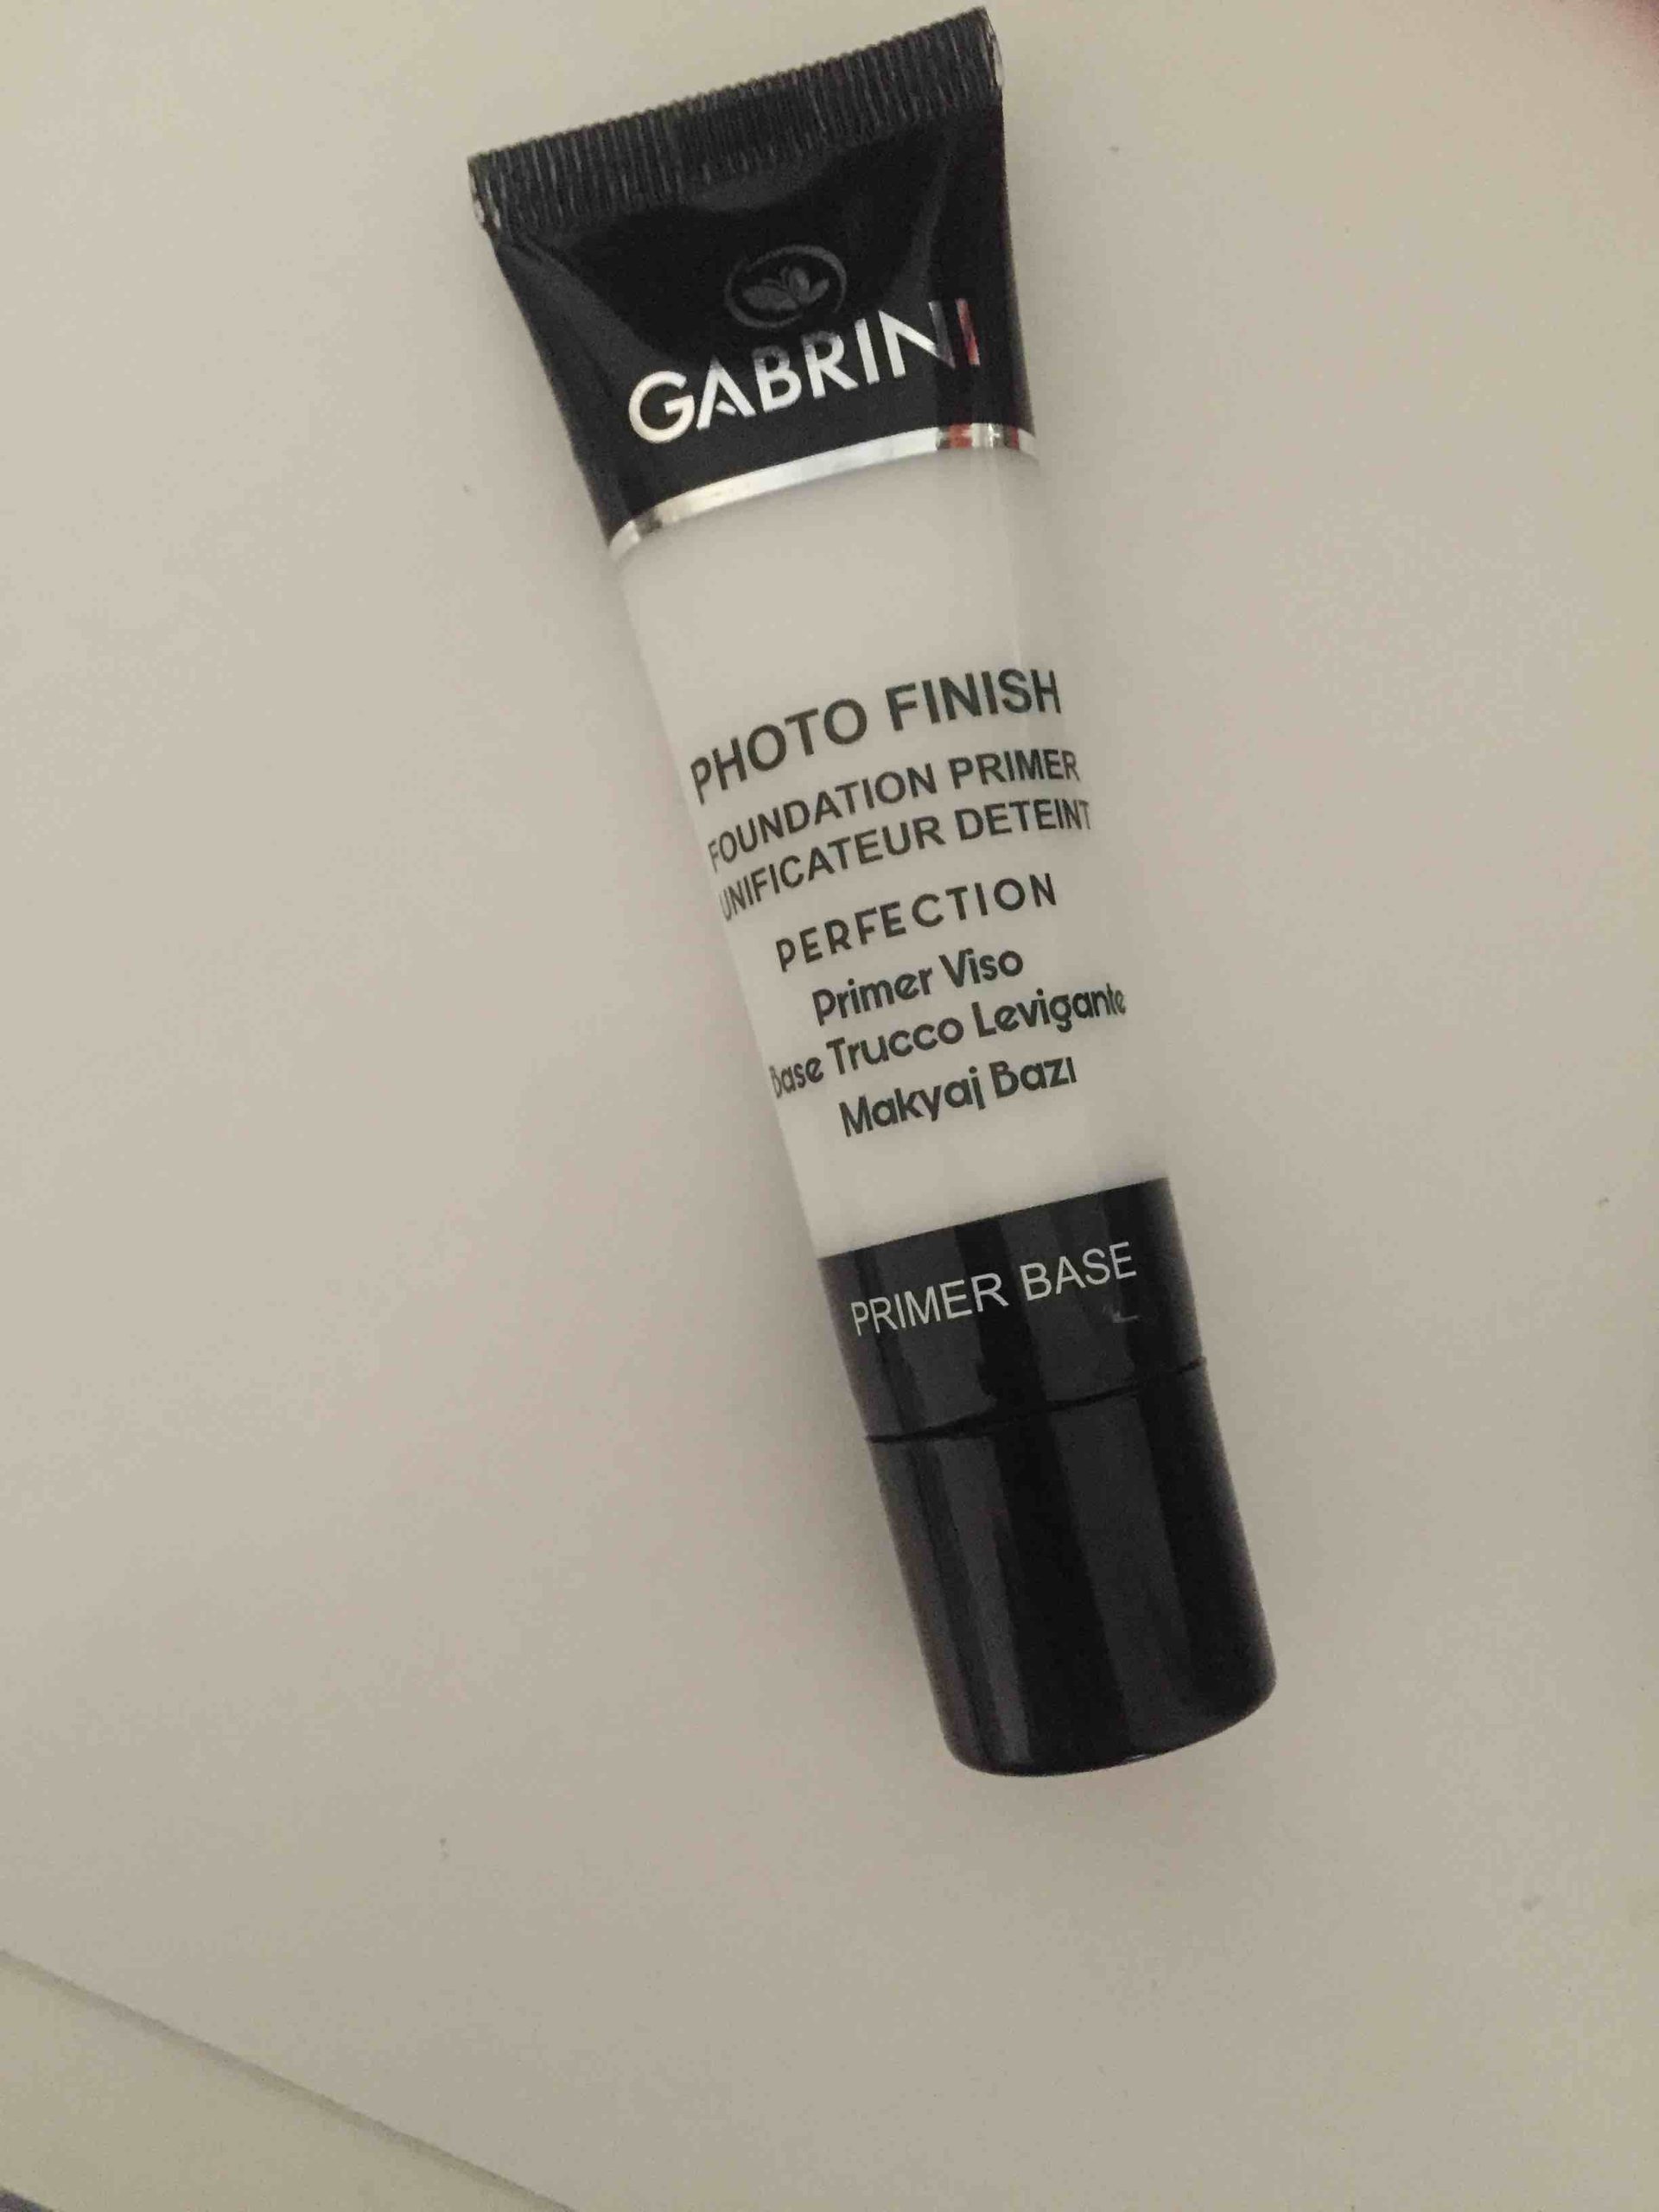 GABRINI
PHOTO FINISH
FOUNDATION PRIMER
UNIFICATEUR DETEINT
PERFECTION
Primer Viso
Base Trucco Levigante
Makyaj Bazı
PRIMER BASE